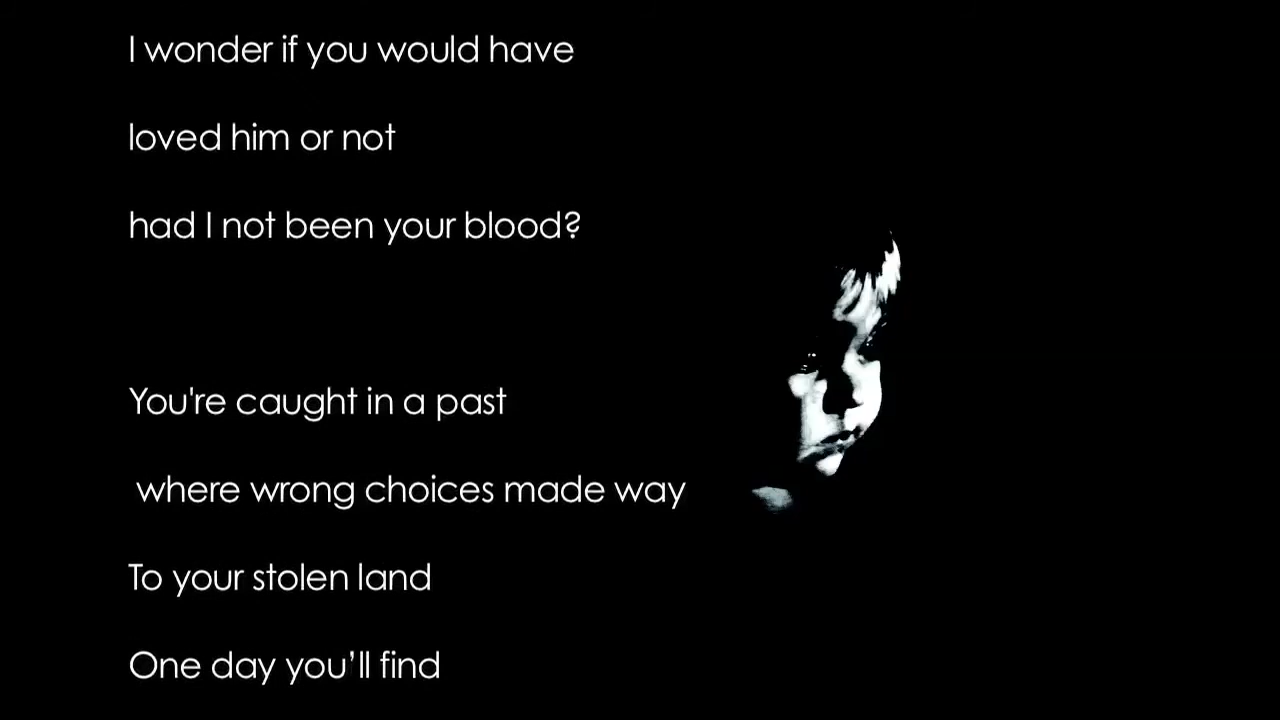 I wonder if you would have
loved him or not
had I not been your blood?
You're caught in a past
where wrong choices made way
To your stolen land
One day you’ll find